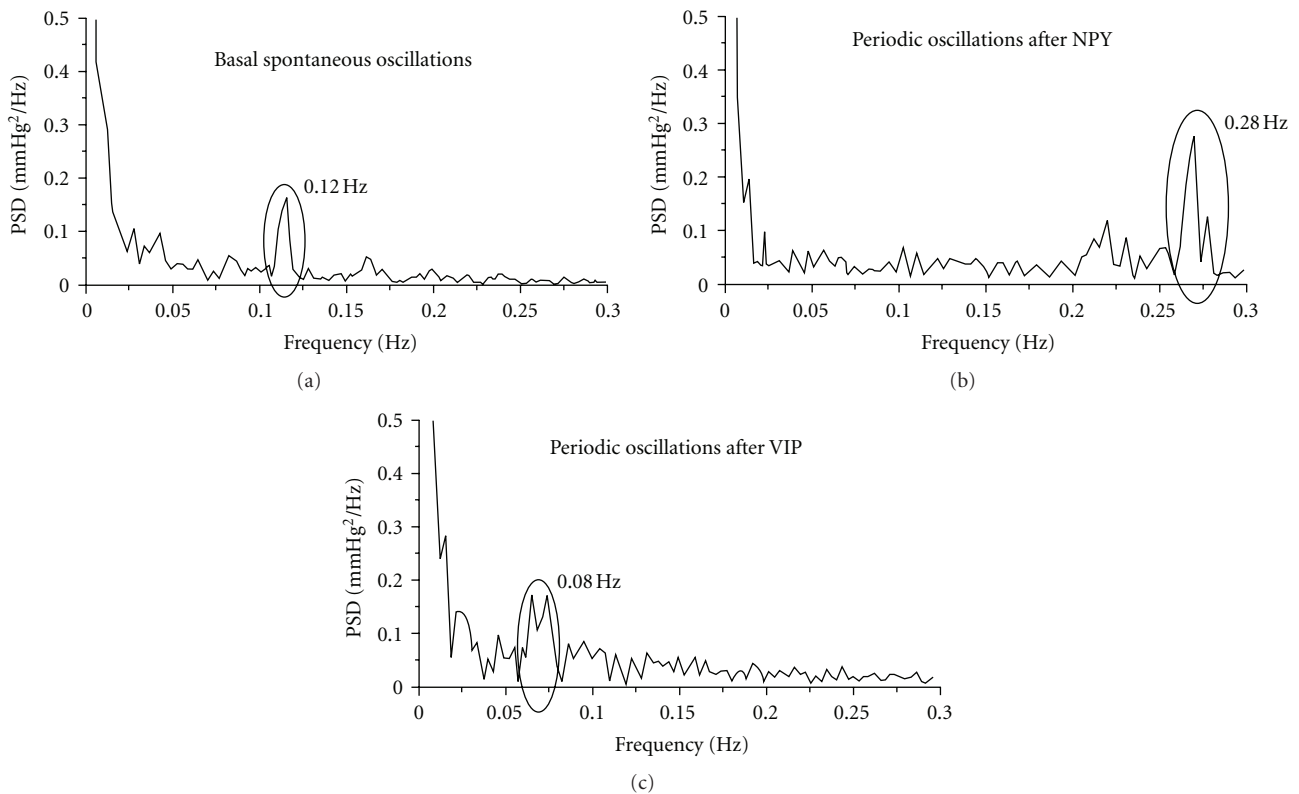 Basal spontaneous oscillations
0.5
0.4
0.3
0.2
0.1
0
PSD (mmHg²/Hz)
0.12 Hz
0 0.05 0.1 0.15 0.2 0.25 0.3
Frequency (Hz)
(a)
Periodic oscillations after NPY
0.5
0.4
0.3
0.2
0.1
0
PSD (mmHg²/Hz)
0.28 Hz
0 0.05 0.1 0.15 0.2 0.25 0.3
Frequency (Hz)
(b)
Periodic oscillations after VIP
0.5
0.4
0.3
0.2
0.1
0
PSD (mmHg²/Hz)
0.08 Hz
0 0.05 0.1 0.15 0.2 0.25 0.3
Frequency (Hz)
(c)